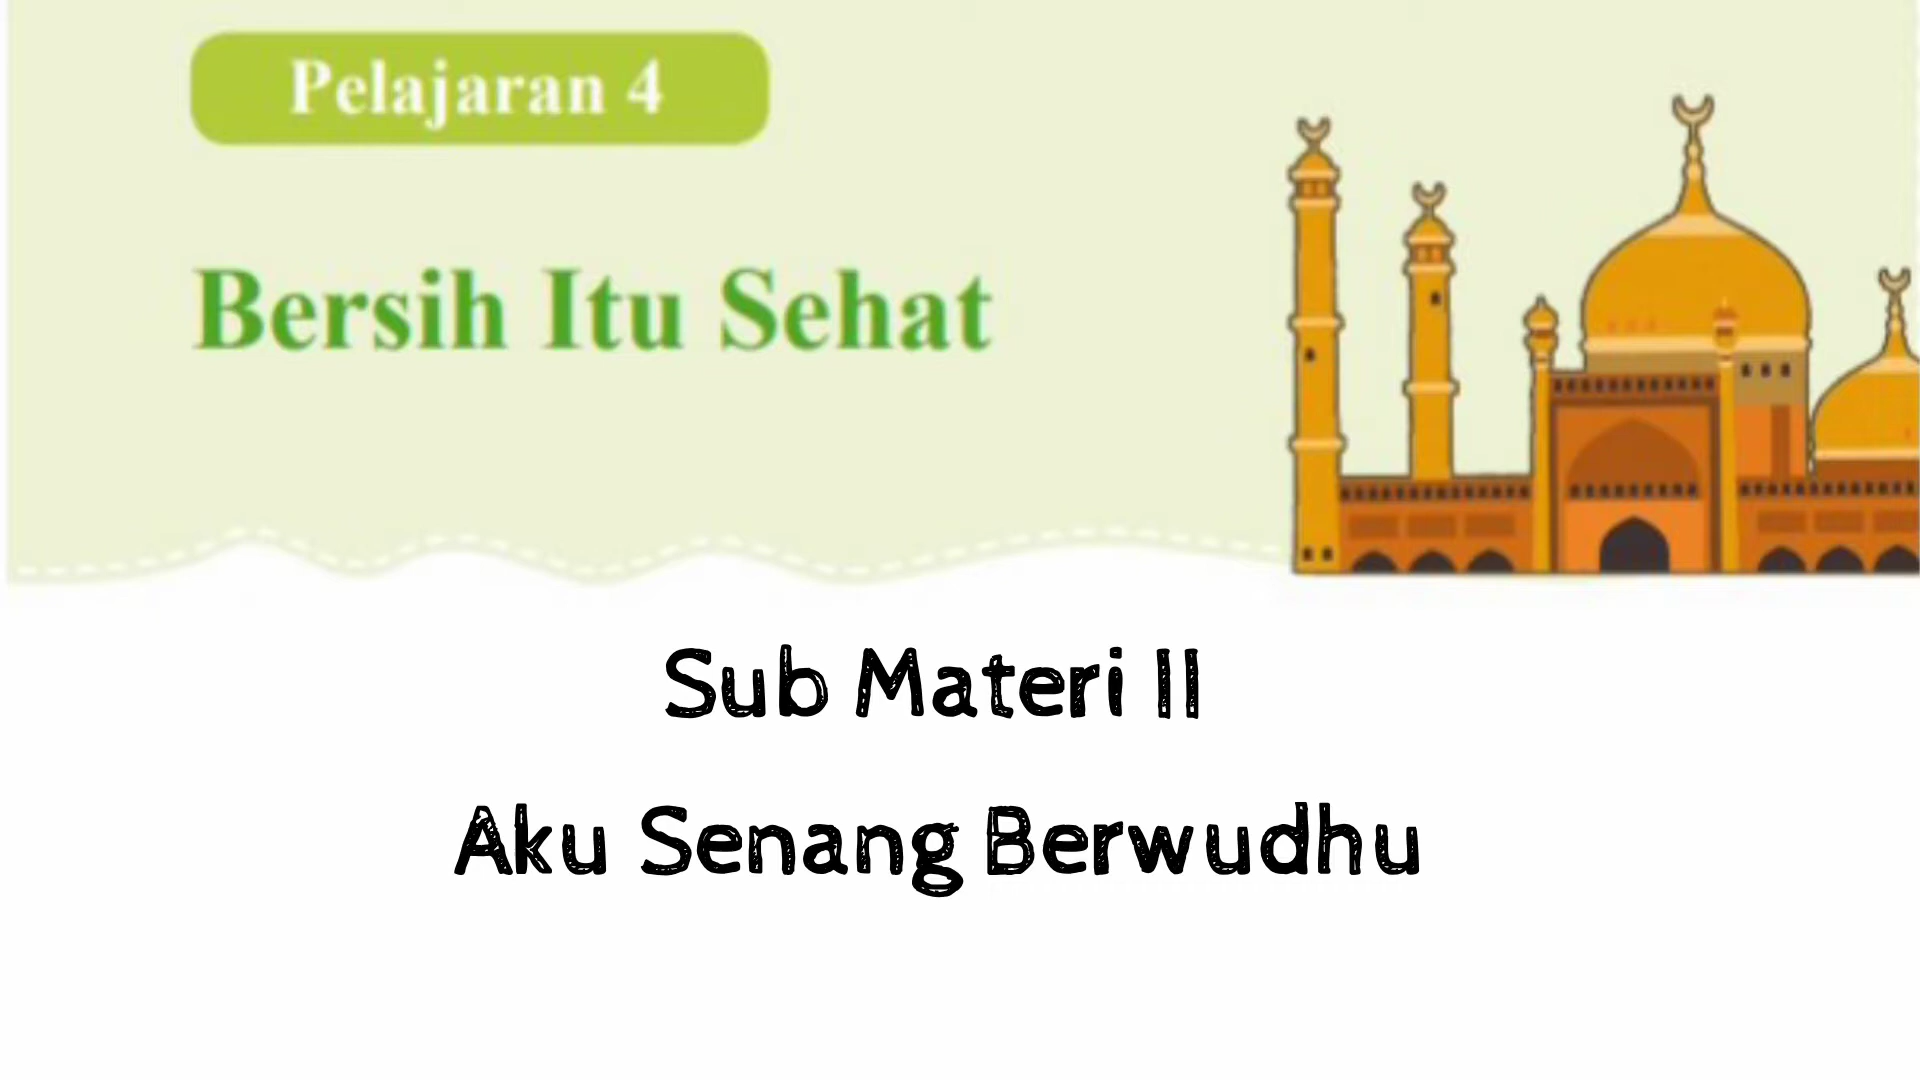 Pelajaran 4
Bersih Itu Sehat
Sub Materi II
Aku Senang Berwudhu